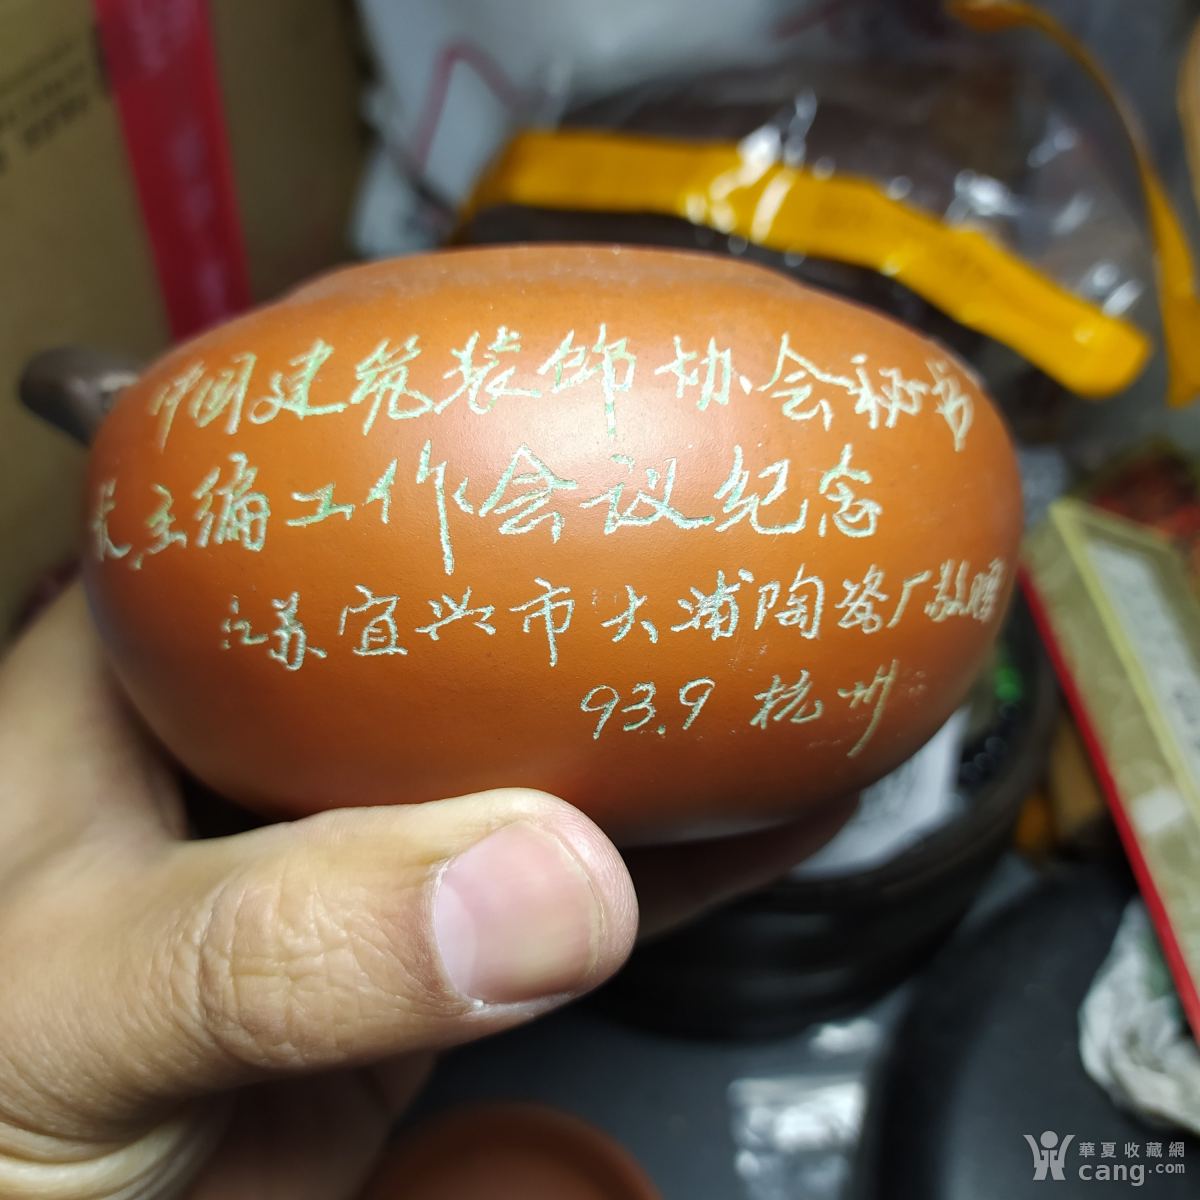 中国建筑装饰协会秘书
长、主编工作会议纪念
江苏宜兴市大浦陶瓷厂敬赠
93.9 杭州
華夏收藏網
cang.com